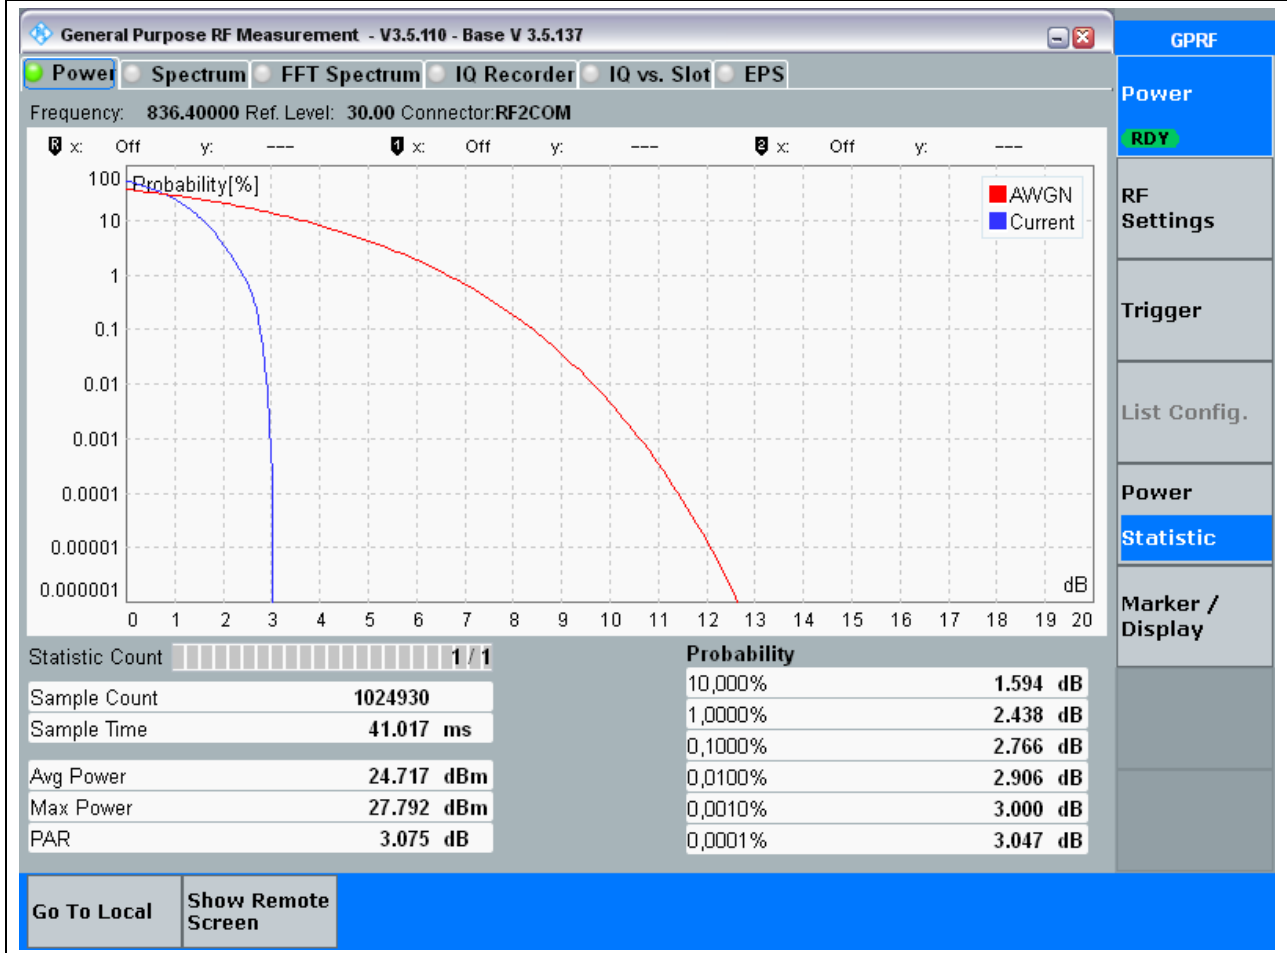 General Purpose RF Measurement - V3.5.110 - Base V 3.5.137
GPRF
Power Spectrum FFT Spectrum IQ Recorder IQ vs. Slot EPS
Frequency: 836.40000 Ref. Level: 30.00 Connector:RF2COM
R x: Off y: --- 1 x: Off y: --- 2 x: Off y: ---
Probability[%]
AWGN
Current
100
10
1
0.1
0.01
0.001
0.0001
0.00001
0.000001
dB
0 1 2 3 4 5 6 7 8 9 10 11 12 13 14 15 16 17 18 19 20
Statistic Count 1 / 1
Sample Count 1024930
Sample Time 41.017 ms
Avg Power 24.717 dBm
Max Power 27.792 dBm
PAR 3.075 dB
Probability
10,000% 1.594 dB
1,0000% 2.438 dB
0,1000% 2.766 dB
0,0100% 2.906 dB
0,0010% 3.000 dB
0,0001% 3.047 dB
Power
RDY
RF
Settings
Trigger
List Config.
Power
Statistic
Marker /
Display
Go To Local
Show Remote
Screen